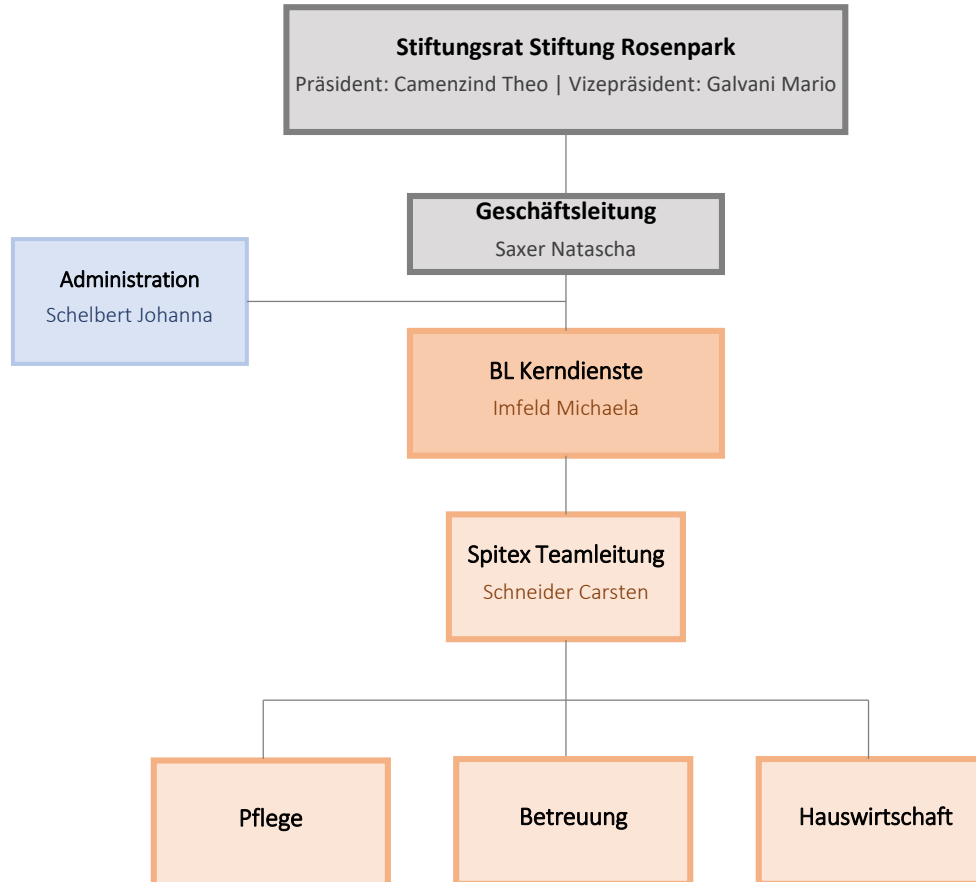 Stiftungsrat Stiftung Rosenpark
Präsident: Camenzind Theo | Vizepräsident: Galvani Mario
Geschäftsleitung
Saxer Natascha
Administration
Schelbert Johanna
BL Kerndienste
Imfeld Michaela
Spitex Teamleitung
Schneider Carsten
Pflege
Betreuung
Hauswirtschaft